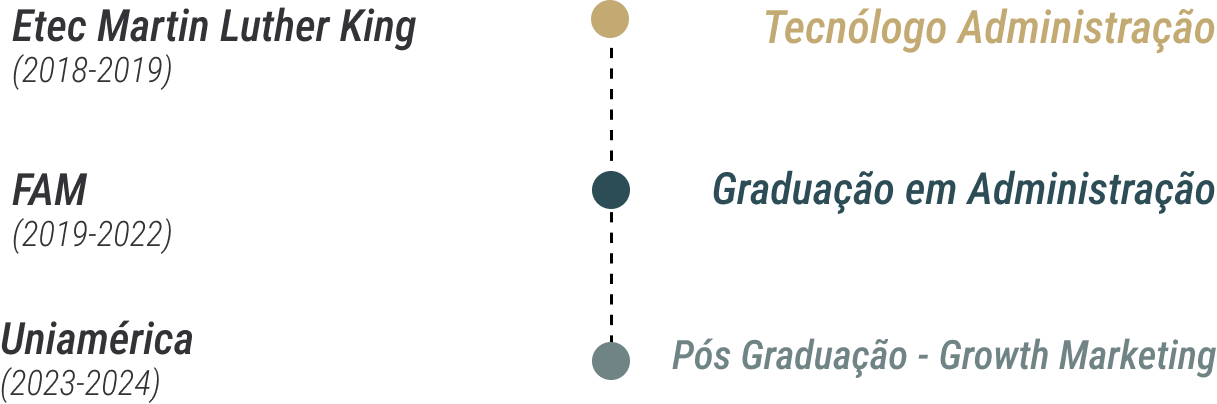 Etec Martin Luther King
(2018-2019)
Tecnólogo Administração
FAM
(2019-2022)
Graduação em Administração
Uniamérica
(2023-2024)
Pós Graduação - Growth Marketing